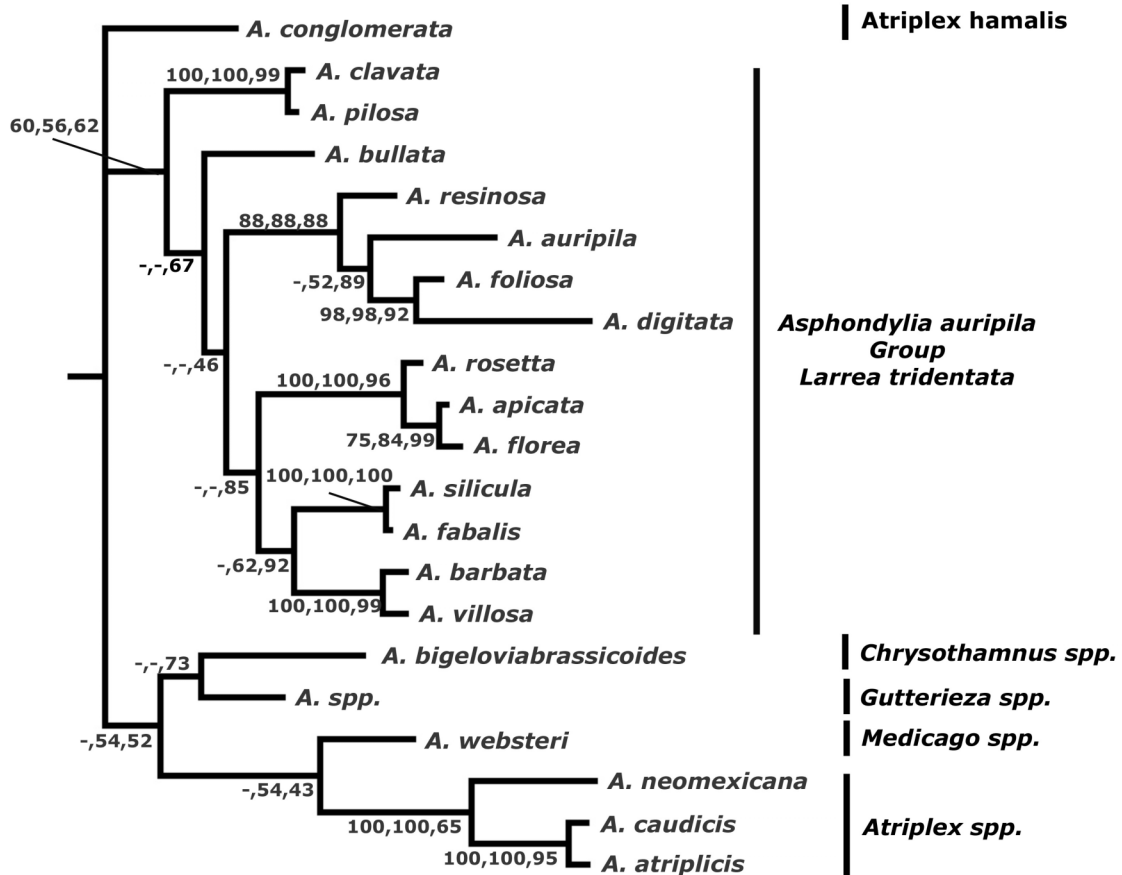 A. conglomerata
Atriplex hamalis
100,100,99
A. clavata
A. pilosa
60,56,62
A. bullata
A. resinosa
88,88,88
A. auripila
-,-,67
-,52,89
A. foliosa
98,98,92
A. digitata
Asphondylia auripila
Group
Larrea tridentata
-,-,46
A. rosetta
100,100,96
A. apicata
75,84,99
A. florea
100,100,100
-,-,85
A. silicula
A. fabalis
-,62,92
A. barbata
100,100,99
A. villosa
-,-,73
A. bigeloviabrassicoides
Chrysothamnus spp.
A. spp.
Gutterieza spp.
-,54,52
A. websteri
Medicago spp.
-,54,43
A. neomexicana
100,100,65
A. caudicis
Atriplex spp.
100,100,95
A. atriplicis